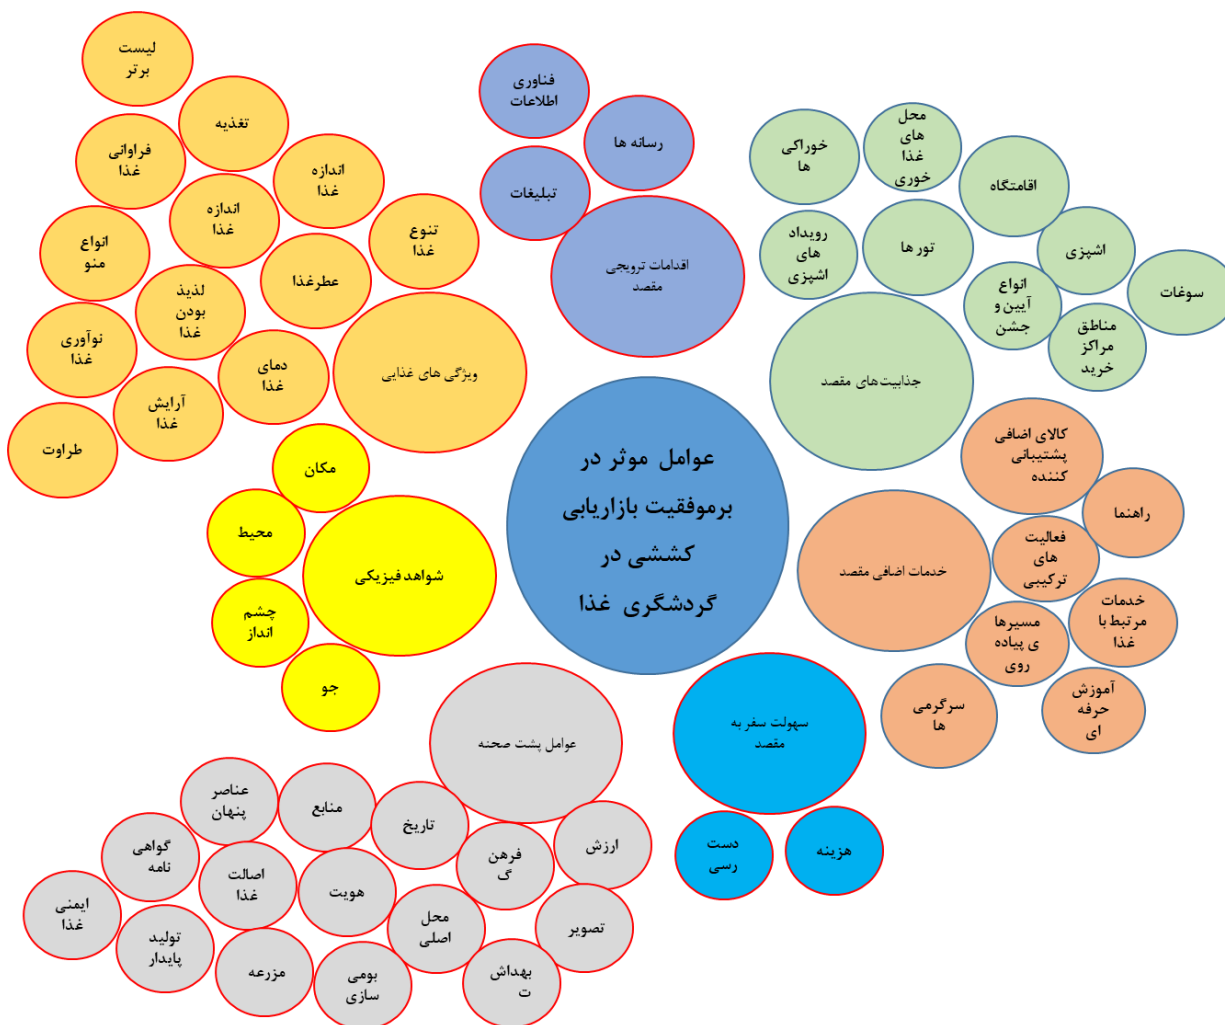 لیست
برتر
تغذیه
فراوانی
غذا
اندازه
غذا
اندازه
غذا
تنوع
غذا
انواع
منو
عطرغذا
لذیذ
بودن
غذا
نوآوری
غذا
دمای
غذا
آرایش
غذا
طراوت
ویژگی های غذایی
فناوری
اطلاعات
رسانه ها
تبلیغات
اقدامات ترویجی
مقصد
خوراکی
ها
محل
های
غذا
خوری
اقامتگاه
رویداد
های
اشپزی
تور ها
اشپزی
سوغات
انواع
آیین و
جشن
مناطق
مراکز
خرید
جذابیت‌های مقصد
عوامل موثر در
برموفقیت بازاریابی
کششی در
گردشگری غذا
مکان
محیط
چشم
انداز
جو
شواهد فیزیکی
کالای اضافی
پشتیبانی
کننده
راهنما
فعالیت
های
ترکیبی
خدمات
مرتبط با
غذا
مسیرها
ی پیاده
روی
آموزش
حرفه
ای
سرگرمی
ها
خدمات اضافی مقصد
سهولت سفر به
مقصد
دست
رسی
هزینه
عوامل پشت صحنه
عناصر
پنهان
منابع
تاریخ
فرهن
گ
ارزش
گواهی
نامه
اصالت
غذا
هویت
محل
اصلی
تصویر
ایمنی
غذا
تولید
پایدار
مزرعه
بومی
سازی
بهداش
ت